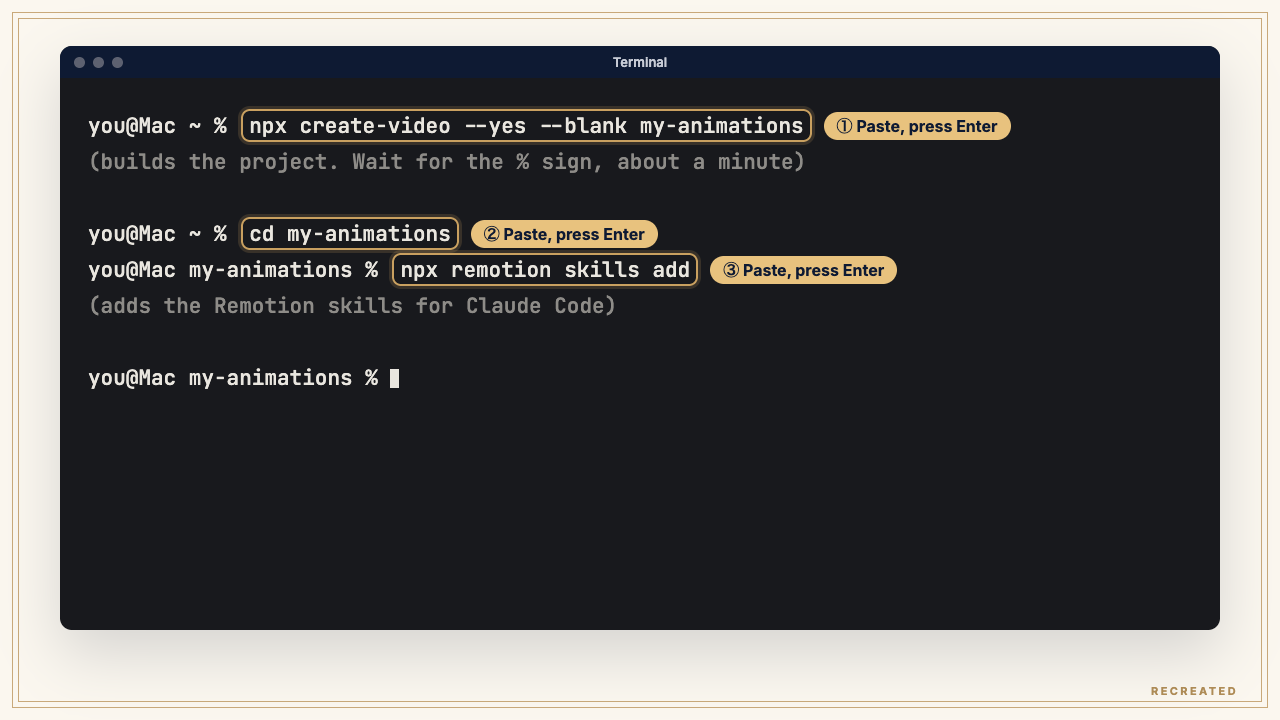 Terminal
you@Mac ~ % npx create-video --yes --blank my-animations ① Paste, press Enter
(builds the project. Wait for the % sign, about a minute)
you@Mac ~ % cd my-animations ② Paste, press Enter
you@Mac my-animations % npx remotion skills add ③ Paste, press Enter
(adds the Remotion skills for Claude Code)
you@Mac my-animations %
RECREATED